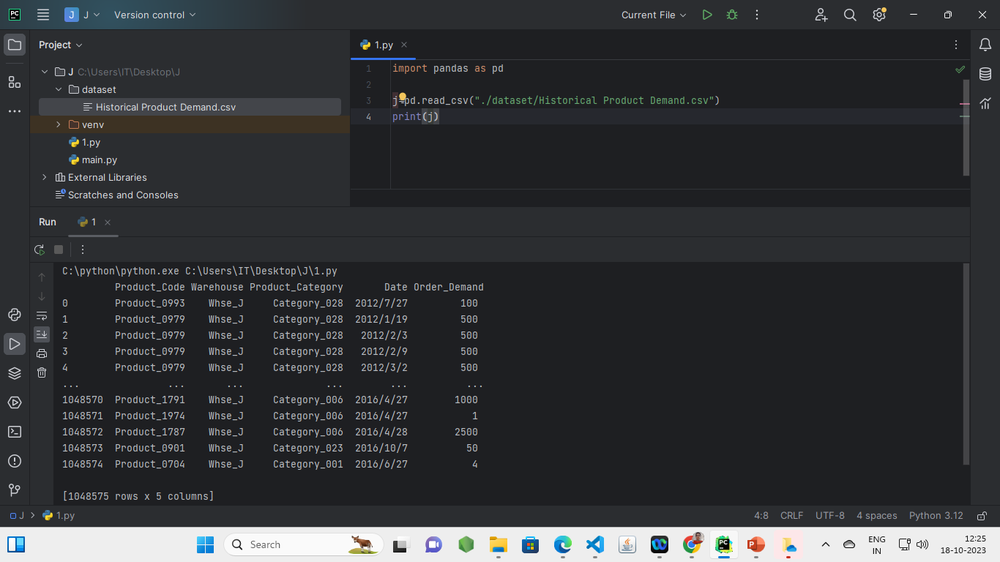 PC J J Version control Current File
Project
J C:\Users\IT\Desktop\J
dataset
Historical Product Demand.csv
venv
1.py
main.py
External Libraries
Scratches and Consoles
1.py
1 import pandas as pd
2
3 j=pd.read_csv("./dataset/Historical Product Demand.csv")
4 print(j)
Run 1
C:\python\python.exe C:\Users\IT\Desktop\J\1.py
Product_Code Warehouse Product_Category Date Order_Demand
0 Product_0993 Whse_J Category_028 2012/7/27 100
1 Product_0979 Whse_J Category_028 2012/1/19 500
2 Product_0979 Whse_J Category_028 2012/2/3 500
3 Product_0979 Whse_J Category_028 2012/2/9 500
4 Product_0979 Whse_J Category_028 2012/3/2 500
... ... ... ... ... ...
1048570 Product_1791 Whse_J Category_006 2016/4/27 1000
1048571 Product_1974 Whse_J Category_006 2016/4/27 1
1048572 Product_1787 Whse_J Category_006 2016/4/28 2500
1048573 Product_0901 Whse_J Category_023 2016/10/7 50
1048574 Product_0704 Whse_J Category_001 2016/6/27 4
[1048575 rows x 5 columns]
J 1.py 4:8 CRLF UTF-8 4 spaces Python 3.12
Search
ENG
IN
12:25
18-10-2023